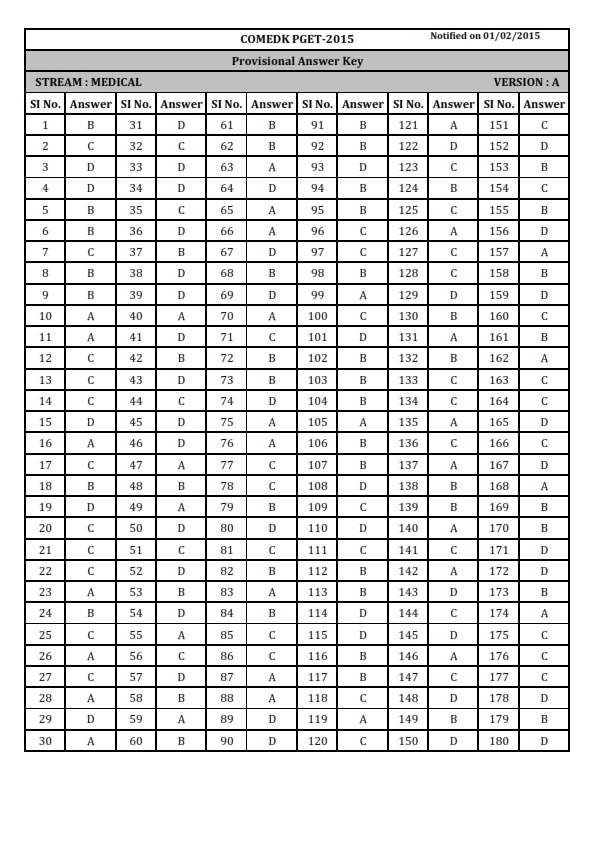 COMEDK PGET-2015 Notified on 01/02/2015
Provisional Answer Key
STREAM : MEDICAL VERSION : A
SI No. Answer SI No. Answer SI No. Answer SI No. Answer SI No. Answer SI No. Answer
1 B 31 D 61 B 91 B 121 A 151 C
2 C 32 C 62 B 92 B 122 D 152 D
3 D 33 D 63 A 93 D 123 C 153 B
4 D 34 D 64 D 94 B 124 B 154 C
5 B 35 C 65 A 95 B 125 C 155 B
6 B 36 D 66 A 96 C 126 A 156 D
7 C 37 B 67 D 97 C 127 C 157 A
8 B 38 D 68 B 98 B 128 C 158 B
9 B 39 D 69 D 99 A 129 D 159 D
10 A 40 A 70 A 100 C 130 B 160 C
11 A 41 D 71 C 101 D 131 A 161 B
12 C 42 B 72 B 102 B 132 B 162 A
13 C 43 D 73 B 103 B 133 C 163 C
14 C 44 C 74 D 104 B 134 C 164 C
15 D 45 D 75 A 105 A 135 A 165 D
16 A 46 D 76 A 106 B 136 C 166 C
17 C 47 A 77 C 107 B 137 A 167 D
18 B 48 B 78 C 108 D 138 B 168 A
19 D 49 A 79 B 109 C 139 B 169 B
20 C 50 D 80 D 110 D 140 A 170 B
21 C 51 C 81 C 111 C 141 C 171 D
22 C 52 D 82 B 112 B 142 A 172 D
23 A 53 B 83 A 113 B 143 D 173 B
24 B 54 D 84 B 114 D 144 C 174 A
25 C 55 A 85 C 115 D 145 D 175 C
26 A 56 C 86 C 116 B 146 A 176 C
27 C 57 D 87 A 117 B 147 C 177 C
28 A 58 B 88 A 118 C 148 D 178 D
29 D 59 A 89 D 119 A 149 B 179 B
30 A 60 B 90 D 120 C 150 D 180 D